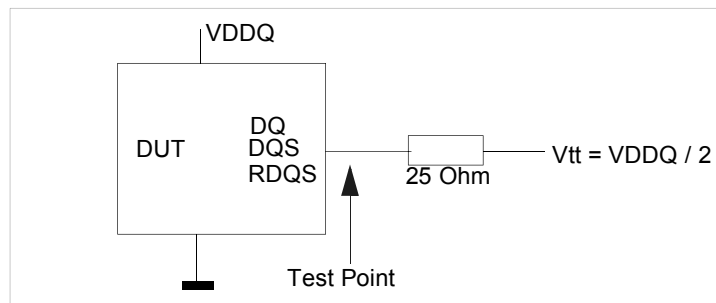 VDDQ
DUT
DQ
DQS
RDQS
25 Ohm
Vtt = VDDQ / 2
Test Point